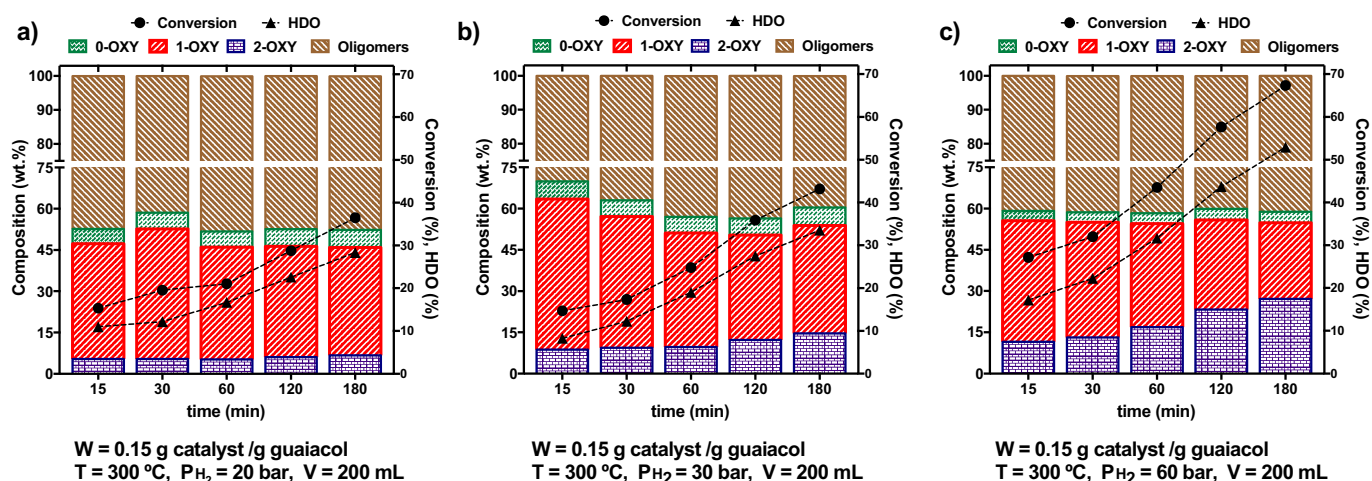 a)
Conversion HDO
0-OXY 1-OXY 2-OXY Oligomers
Composition (wt.%)
100
90
80
75
60
45
30
15
0
70
60
50
40
30
20
10
0
Conversion (%), HDO (%)
15 30 60 120 180
time (min)
W = 0.15 g catalyst /g guaiacol
T = 300 ºC, PH₂ = 20 bar, V = 200 mL
b)
Conversion HDO
0-OXY 1-OXY 2-OXY Oligomers
Composition (wt.%)
100
90
80
75
60
45
30
15
0
70
60
50
40
30
20
10
0
Conversion (%), HDO (%)
15 30 60 120 180
time (min)
W = 0.15 g catalyst /g guaiacol
T = 300 ºC, PH2 = 30 bar, V = 200 mL
c)
Conversion HDO
0-OXY 1-OXY 2-OXY Oligomers
Composition (wt.%)
100
90
80
75
60
45
30
15
0
70
60
50
40
30
20
10
0
Conversion (%), HDO (%)
15 30 60 120 180
time (min)
W = 0.15 g catalyst /g guaiacol
T = 300 ºC, PH2 = 60 bar, V = 200 mL